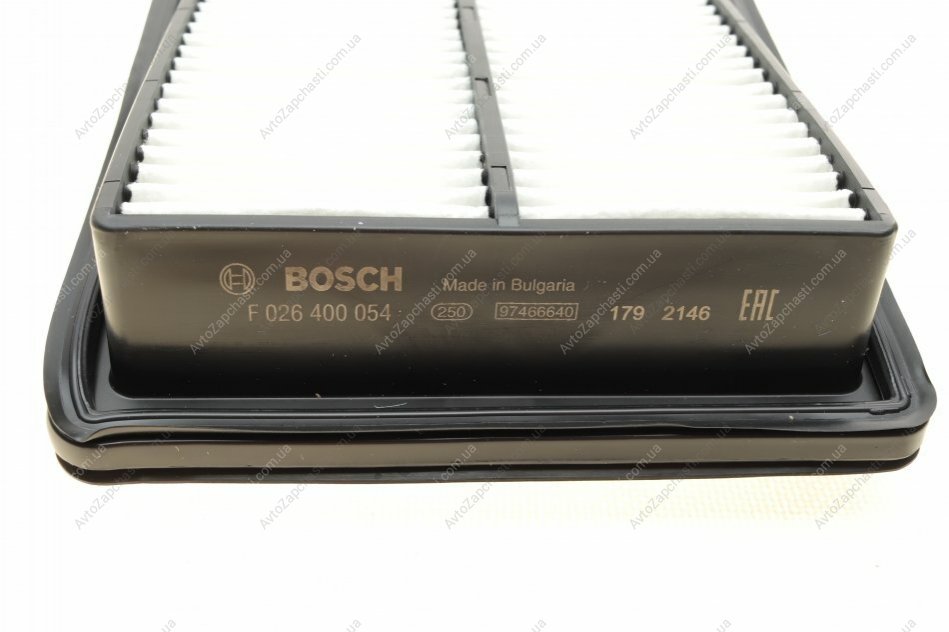 BOSCH Made in Bulgaria
F 026 400 054 250 97466640 179 2146 EAC
AvtoZapchasti.com.ua